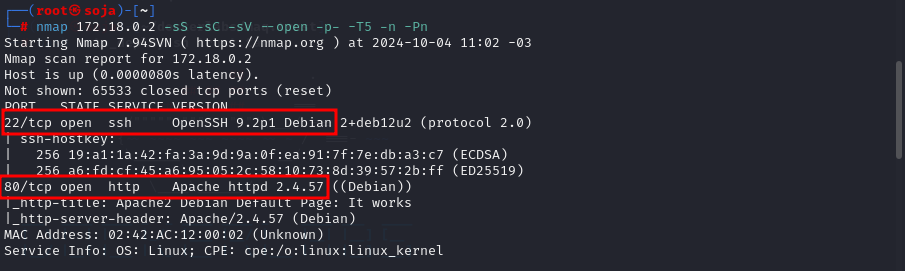 ┌──(root㉿soja)-[~]
└─# nmap 172.18.0.2 -sS -sC -sV --open -p- -T5 -n -Pn
Starting Nmap 7.94SVN ( https://nmap.org ) at 2024-10-04 11:02 -03
Nmap scan report for 172.18.0.2
Host is up (0.0000080s latency).
Not shown: 65533 closed tcp ports (reset)
PORT   STATE SERVICE VERSION
22/tcp open  ssh     OpenSSH 9.2p1 Debian 2+deb12u2 (protocol 2.0)
| ssh-hostkey:
|   256 19:a1:1a:42:fa:3a:9d:9a:0f:ea:91:7f:7e:db:a3:c7 (ECDSA)
|_  256 a6:fd:cf:45:a6:95:05:2c:58:10:73:8d:39:57:2b:ff (ED25519)
80/tcp open  http    Apache httpd 2.4.57 ((Debian))
|_http-title: Apache2 Debian Default Page: It works
|_http-server-header: Apache/2.4.57 (Debian)
MAC Address: 02:42:AC:12:00:02 (Unknown)
Service Info: OS: Linux; CPE: cpe:/o:linux:linux_kernel